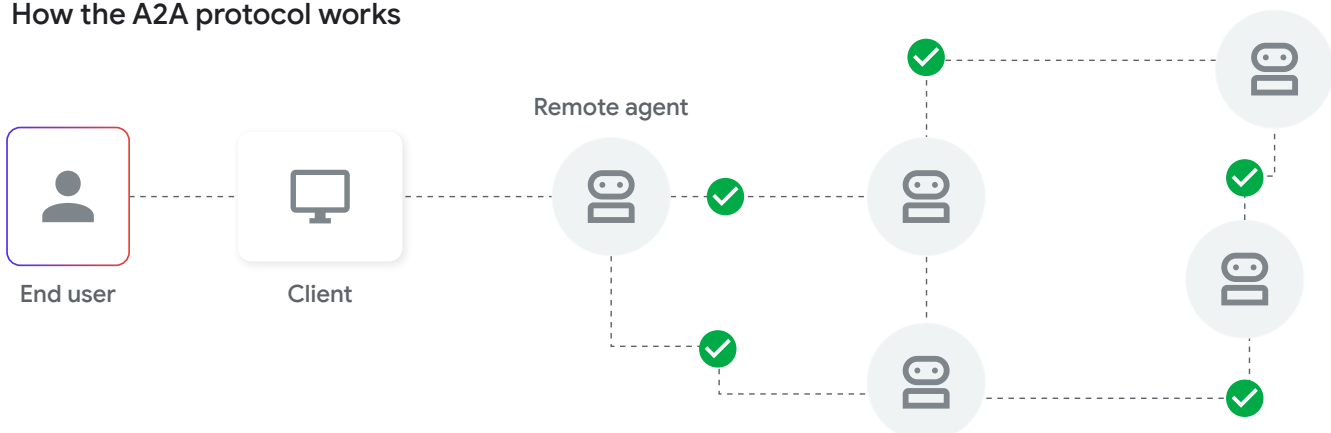 How the A2A protocol works
Remote agent
End user
Client